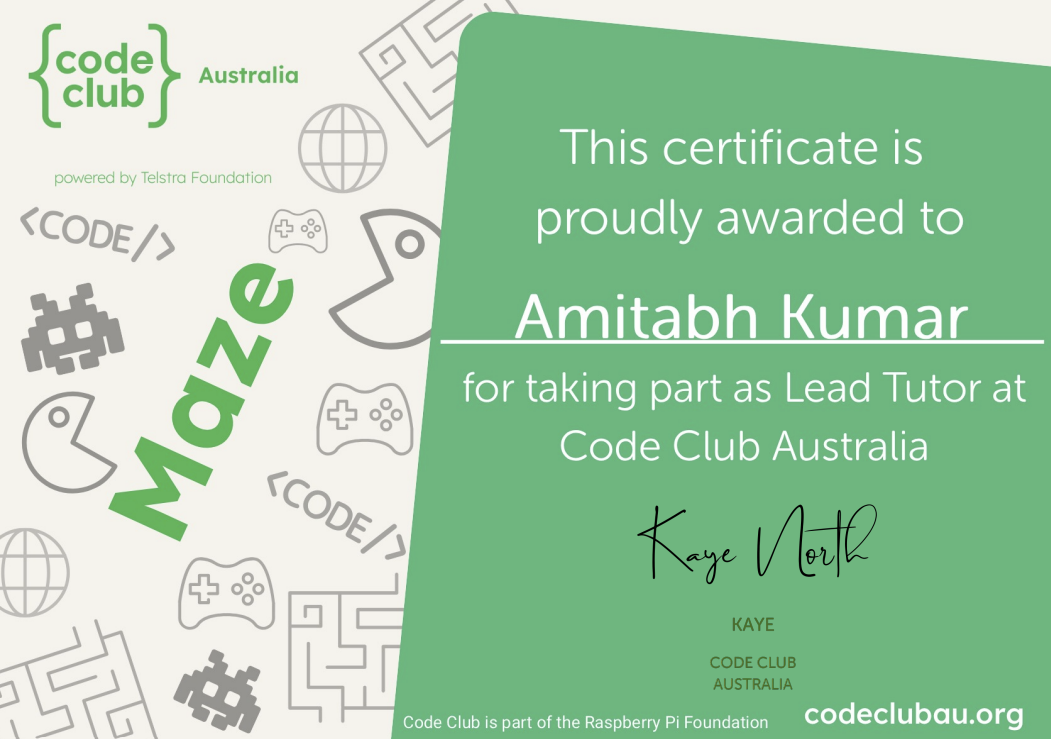 {code
club}
Australia
powered by Telstra Foundation
<CODE/>
Maze
<CODE/>
This certificate is
proudly awarded to
Amitabh Kumar
for taking part as Lead Tutor at
Code Club Australia
Kaye North
KAYE
CODE CLUB
AUSTRALIA
Code Club is part of the Raspberry Pi Foundation
codeclubau.org